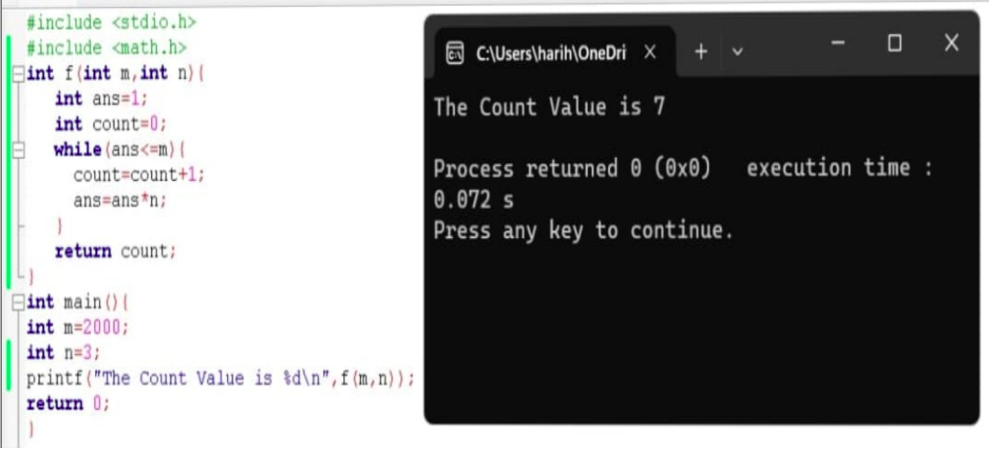 #include <stdio.h>
#include <math.h>
int f(int m,int n){
int ans=1;
int count=0;
while(ans<=m){
count=count+1;
ans=ans*n;
}
return count;
}
int main(){
int m=2000;
int n=3;
printf("The Count Value is %d\n",f(m,n));
return 0;
}
C:\Users\harih\OneDri
The Count Value is 7
Process returned 0 (0x0) execution time :
0.072 s
Press any key to continue.